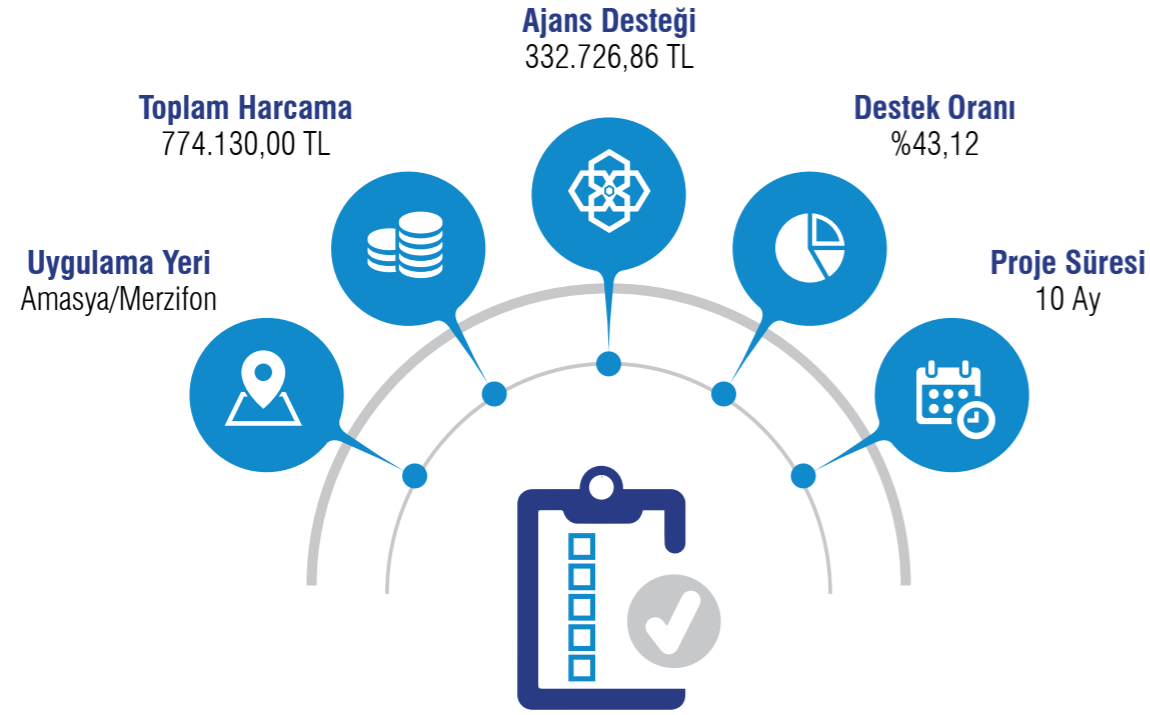 Uygulama Yeri
Amasya/Merzifon
Toplam Harcama
774.130,00 TL
Ajans Desteği
332.726,86 TL
Destek Oranı
%43,12
Proje Süresi
10 Ay